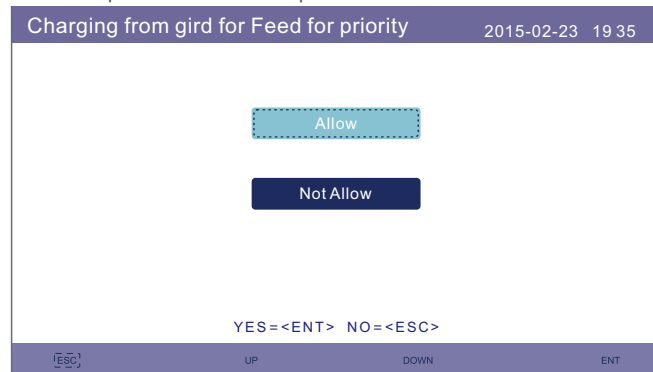 Charging from gird for Feed for priority 2015-02-23 19 35
Allow
Not Allow
YES=<ENT> NO=<ESC>
ESC UP DOWN ENT